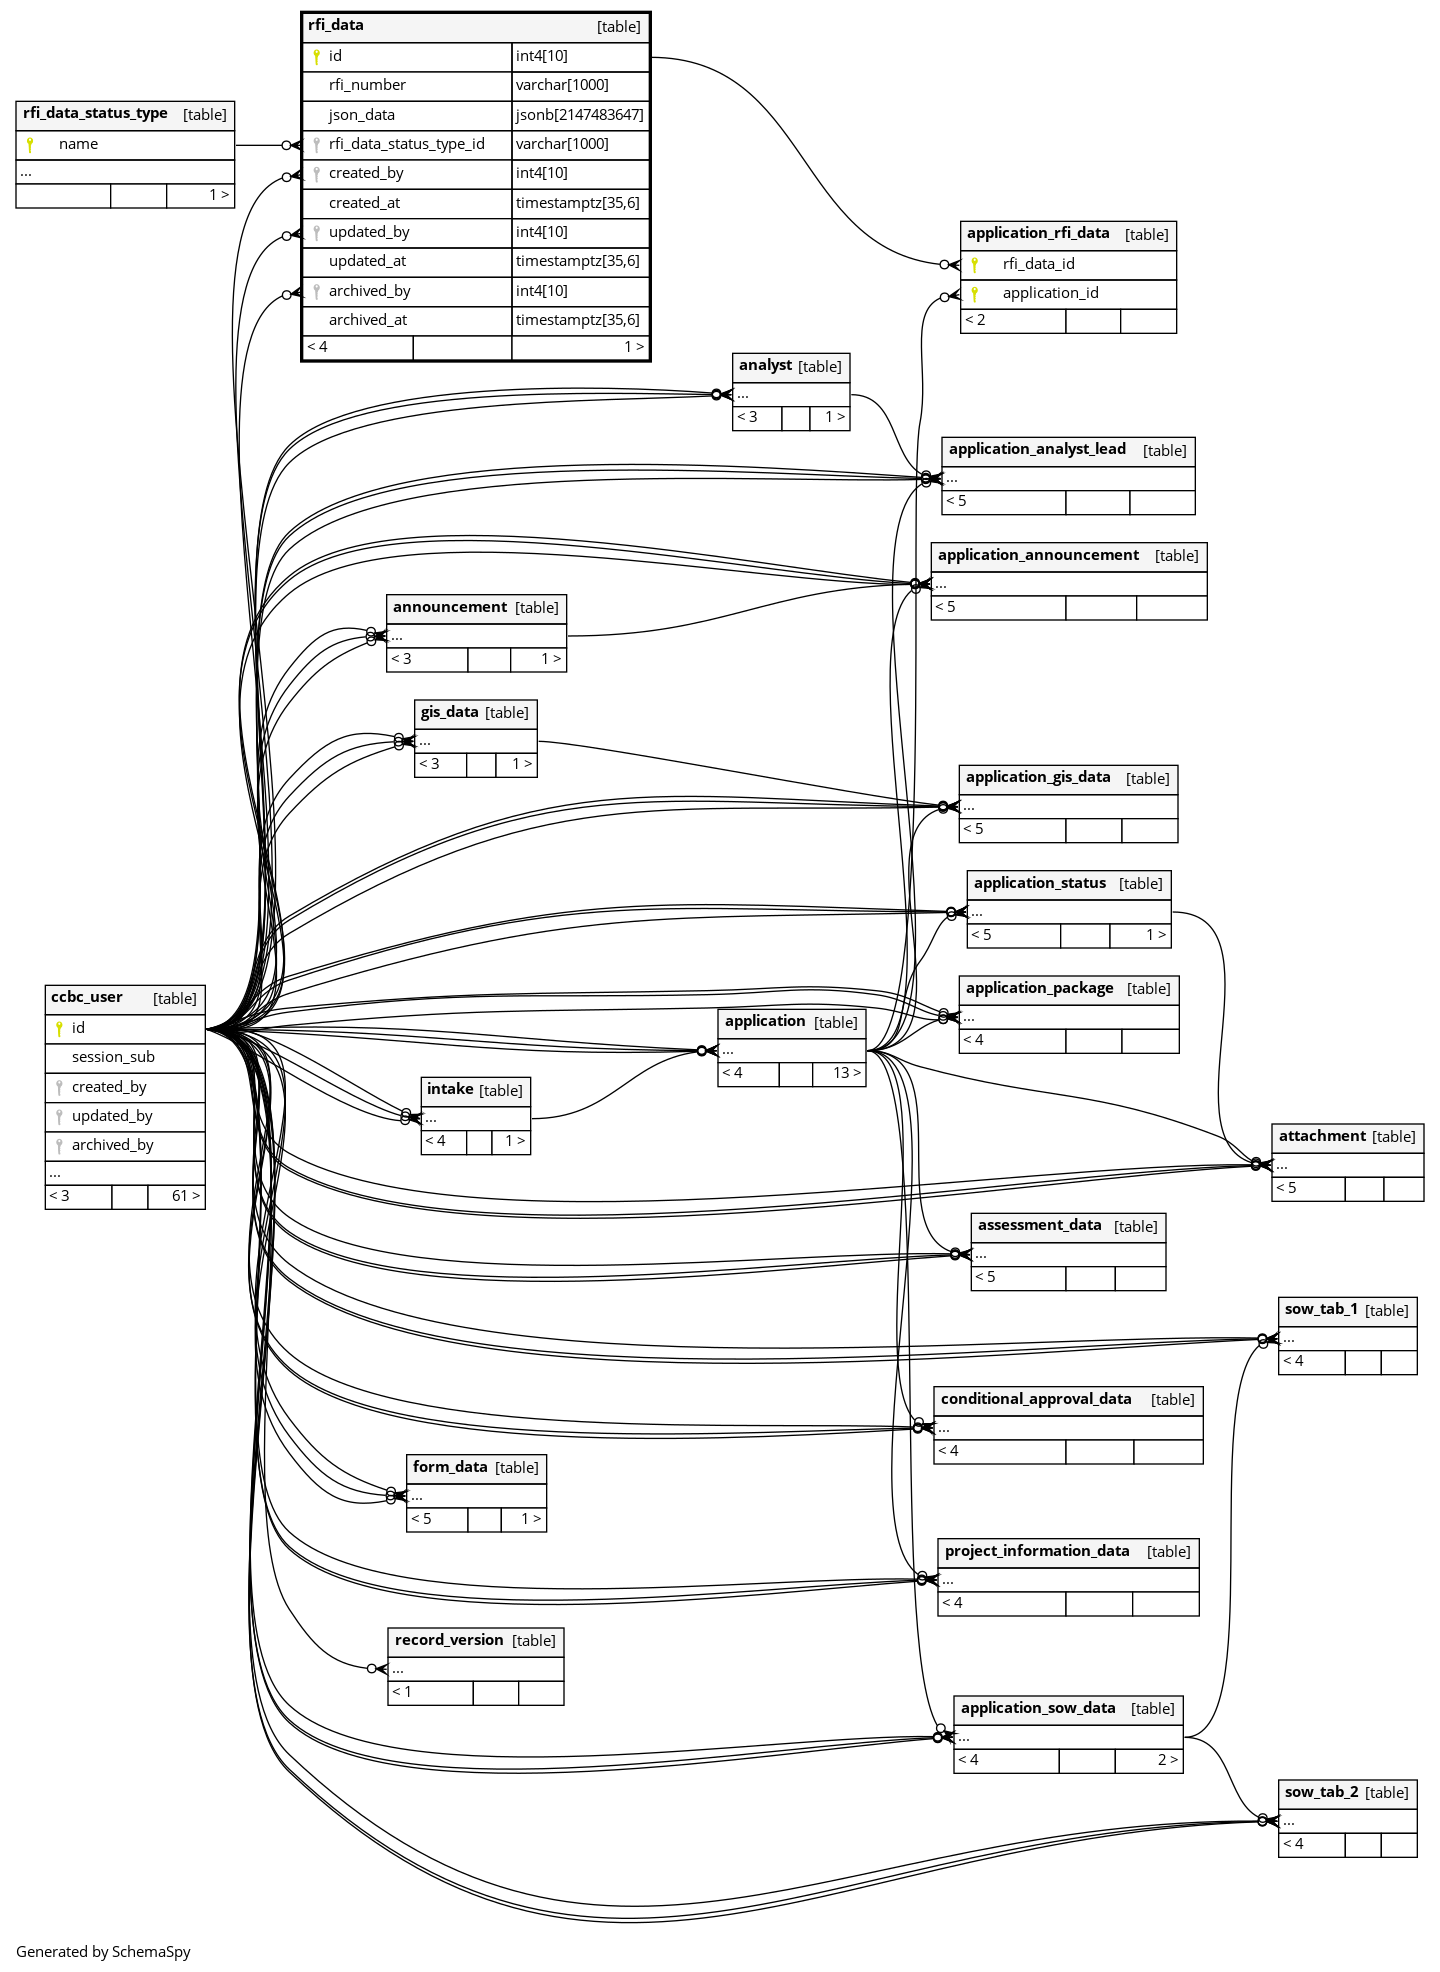 rfi_data [table]
id int4[10]
rfi_number varchar[1000]
json_data jsonb[2147483647]
rfi_data_status_type_id varchar[1000]
created_by int4[10]
created_at timestamptz[35,6]
updated_by int4[10]
updated_at timestamptz[35,6]
archived_by int4[10]
archived_at timestamptz[35,6]
< 4 1 >
rfi_data_status_type [table]
name
...
1 >
application_rfi_data [table]
rfi_data_id
application_id
< 2
analyst [table]
...
< 3 1 >
application_analyst_lead [table]
...
< 5
application_announcement [table]
...
< 5
announcement [table]
...
< 3 1 >
gis_data [table]
...
< 3 1 >
application_gis_data [table]
...
< 5
application_status [table]
...
< 5 1 >
application_package [table]
...
< 4
ccbc_user [table]
id
session_sub
created_by
updated_by
archived_by
...
< 3 61 >
application [table]
...
< 4 13 >
intake [table]
...
< 4 1 >
attachment [table]
...
< 5
assessment_data [table]
...
< 5
sow_tab_1 [table]
...
< 4
conditional_approval_data [table]
...
< 4
form_data [table]
...
< 5 1 >
project_information_data [table]
...
< 4
record_version [table]
...
< 1
application_sow_data [table]
...
< 4 2 >
sow_tab_2 [table]
...
< 4
Generated by SchemaSpy